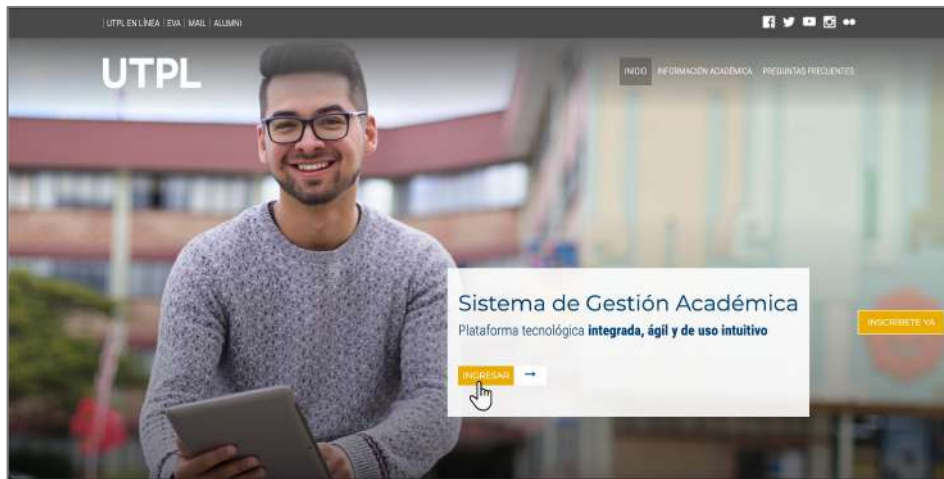 | UTPL EN LÍNEA | EVA | MAIL | ALUMNI
UTPL
INICIO INFORMACIÓN ACADÉMICA PREGUNTAS FRECUENTES
Sistema de Gestión Académica
Plataforma tecnológica integrada, ágil y de uso intuitivo
INGRESAR →
INSCRÍBETE YA